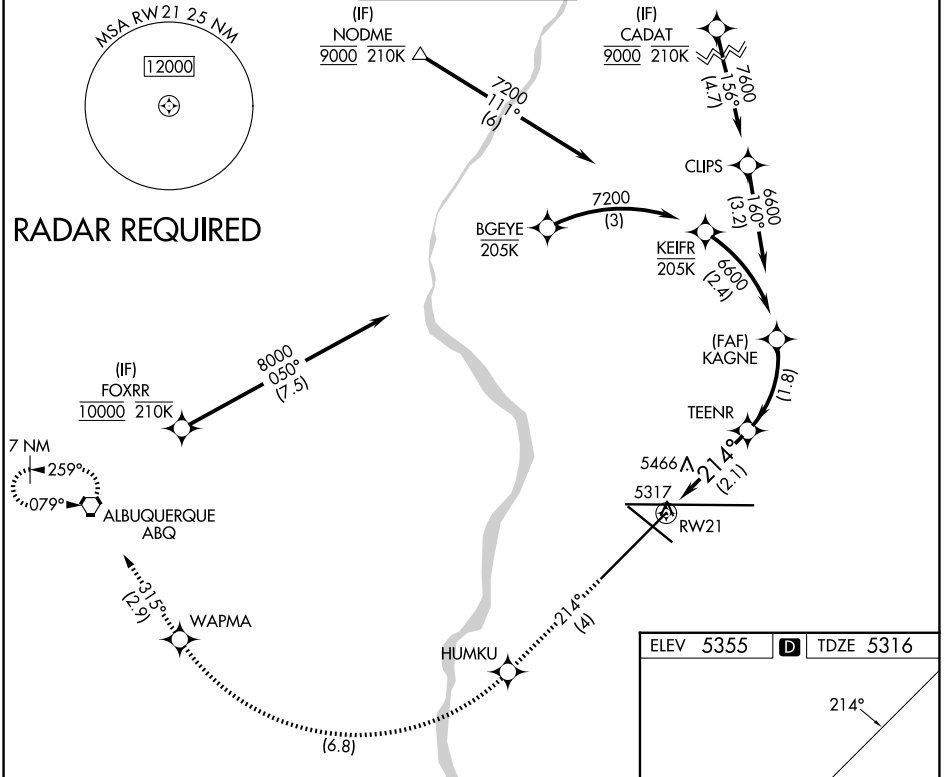 MSA RW 21 25 NM
12000
(IF)
NODME
9000 210K
7200
111°
(6)
(IF)
CADAT
9000 210K
7600
156°
(4.7)
CLIPS
6600
160°
(3.2)
RADAR REQUIRED
BGEYE
205K
7200
(3)
KEIFR
205K
6600
(2.4)
(FAF)
KAGNE
(1.8)
TEENR
214°
(2.1)
5466
5317
RW21
(IF)
FOXRR
10000 210K
8000
050°
(7.5)
7 NM
259°
079°
ALBUQUERQUE
ABQ
315°
(2.9)
WAPMA
(6.8)
HUMKU
214°
(4)
ELEV 5355 D TDZE 5316
214°